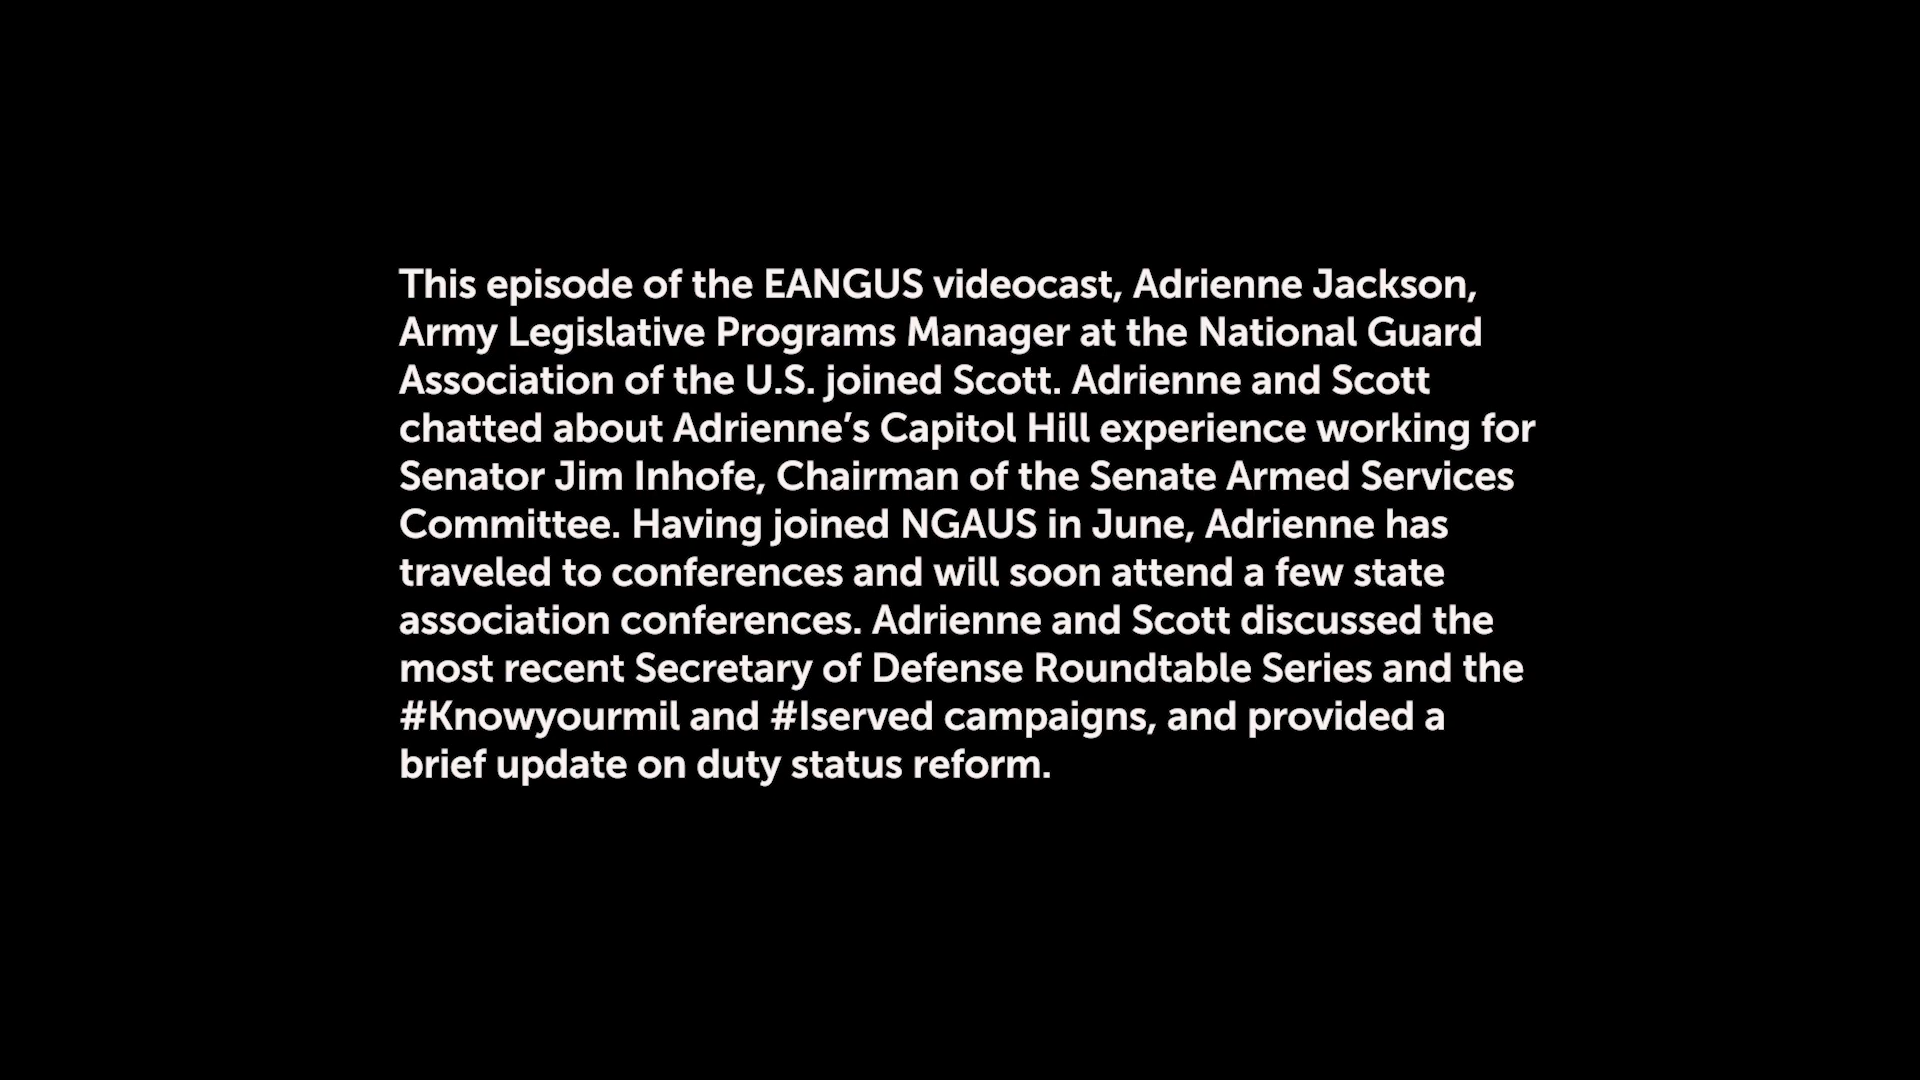 This episode of the EANGUS videocast, Adrienne Jackson,
Army Legislative Programs Manager at the National Guard
Association of the U.S. joined Scott. Adrienne and Scott
chatted about Adrienne’s Capitol Hill experience working for
Senator Jim Inhofe, Chairman of the Senate Armed Services
Committee. Having joined NGAUS in June, Adrienne has
traveled to conferences and will soon attend a few state
association conferences. Adrienne and Scott discussed the
most recent Secretary of Defense Roundtable Series and the
#Knowyourmil and #Iserved campaigns, and provided a
brief update on duty status reform.